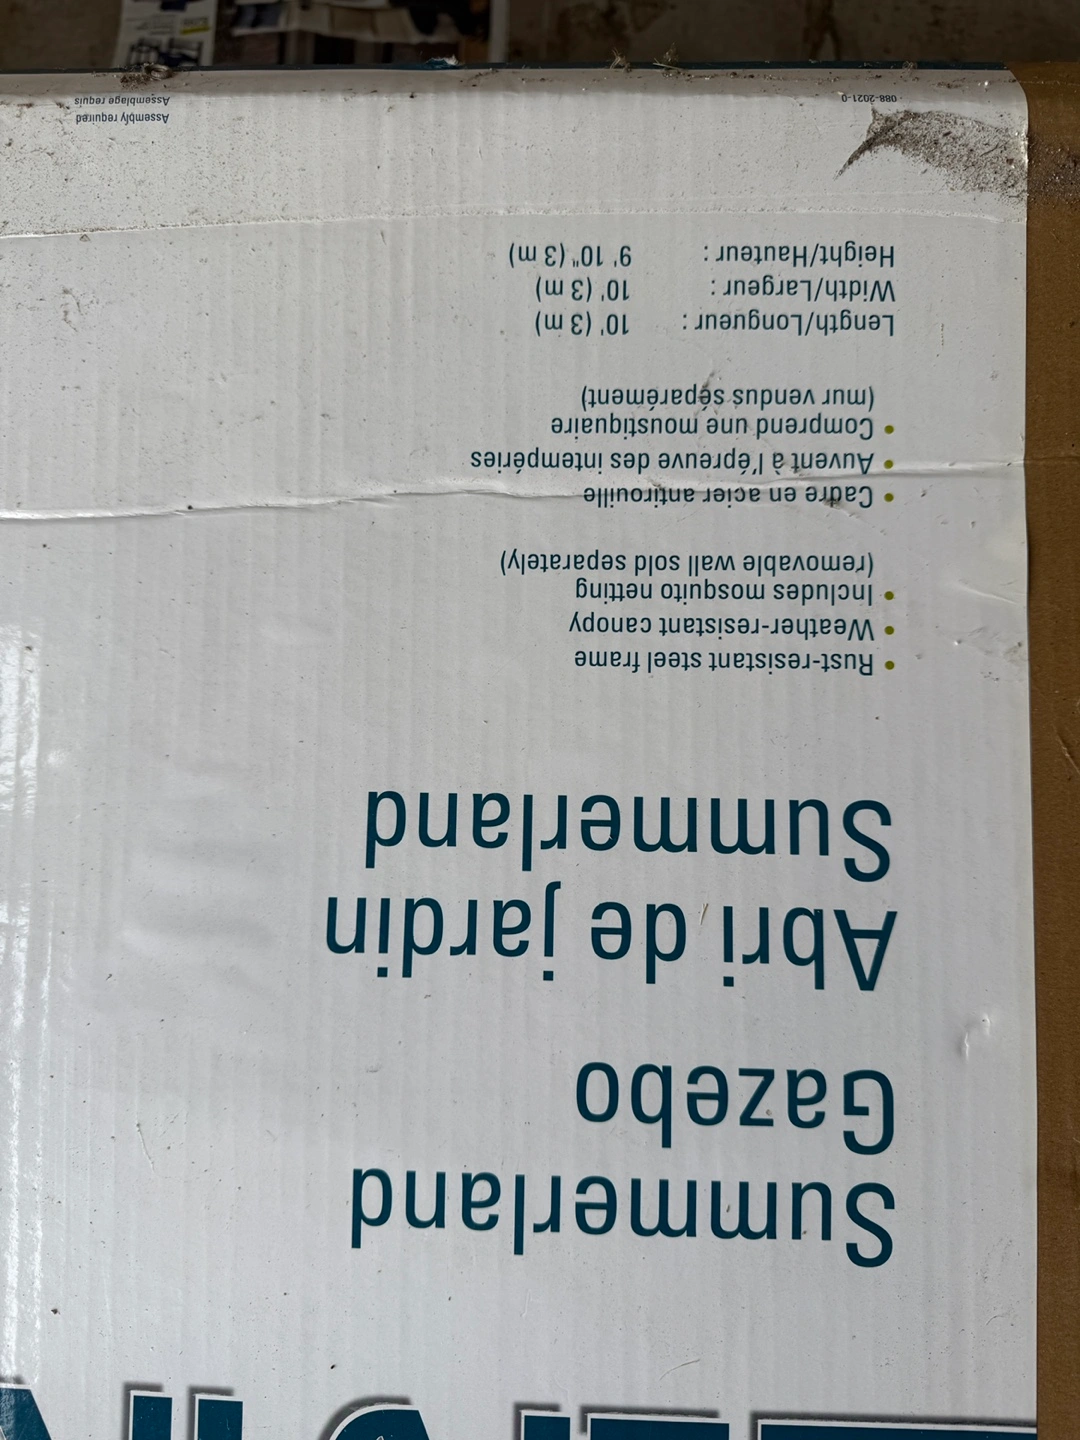 Summerland
Gazebo
Abri de jardin
Summerland
• Rust-resistant steel frame
• Weather-resistant canopy
• Includes mosquito netting
(removable wall sold separately)
• Cadre en acier antirouille
• Auvent à l'épreuve des intempéries
• Comprend une moustiquaire
(mur vendus séparément)
Length/Longueur : 10' (3 m)
Width/Largeur : 10' (3 m)
Height/Hauteur : 9' 10" (3 m)
088-2021-0
Assembly required
Assemblage requis